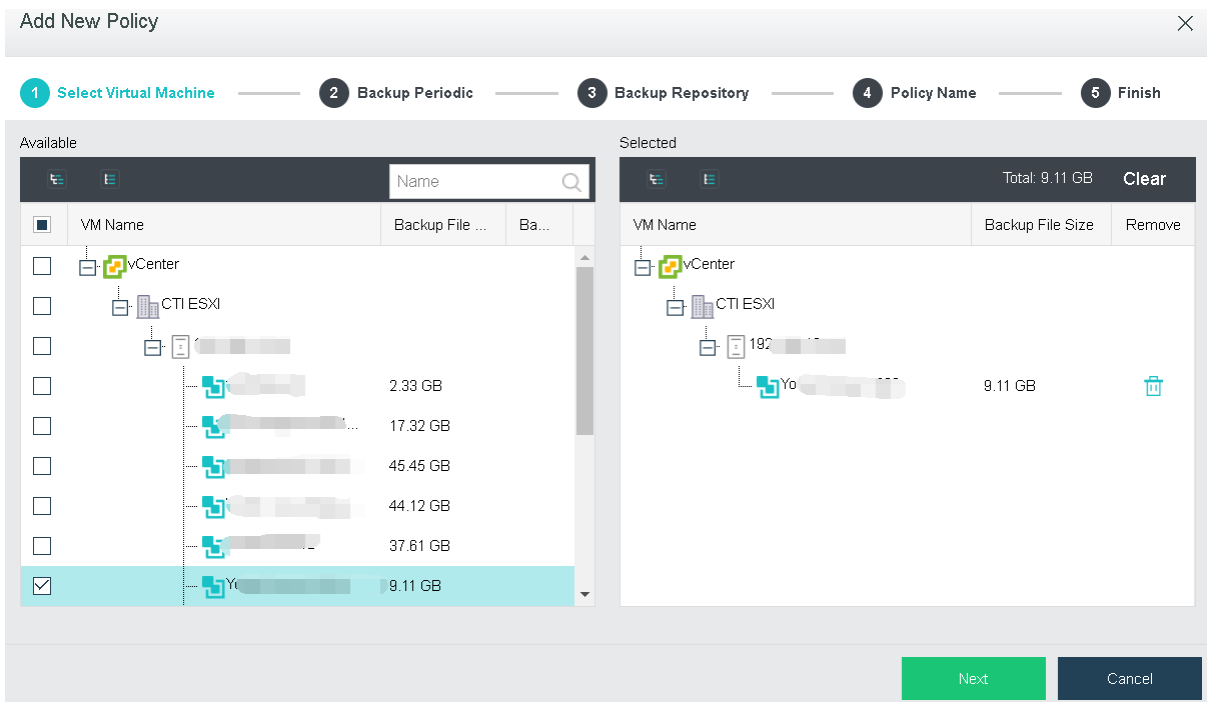 Add New Policy
1 Select Virtual Machine 2 Backup Periodic 3 Backup Repository 4 Policy Name 5 Finish
Available
Name
VM Name Backup File ... Ba...
vCenter
CTI ESXI
2.33 GB
...
17.32 GB
45.45 GB
44.12 GB
37.61 GB
9.11 GB
Selected
Total: 9.11 GB Clear
VM Name Backup File Size Remove
vCenter
CTI ESXI
192
Yo 9.11 GB
Next Cancel